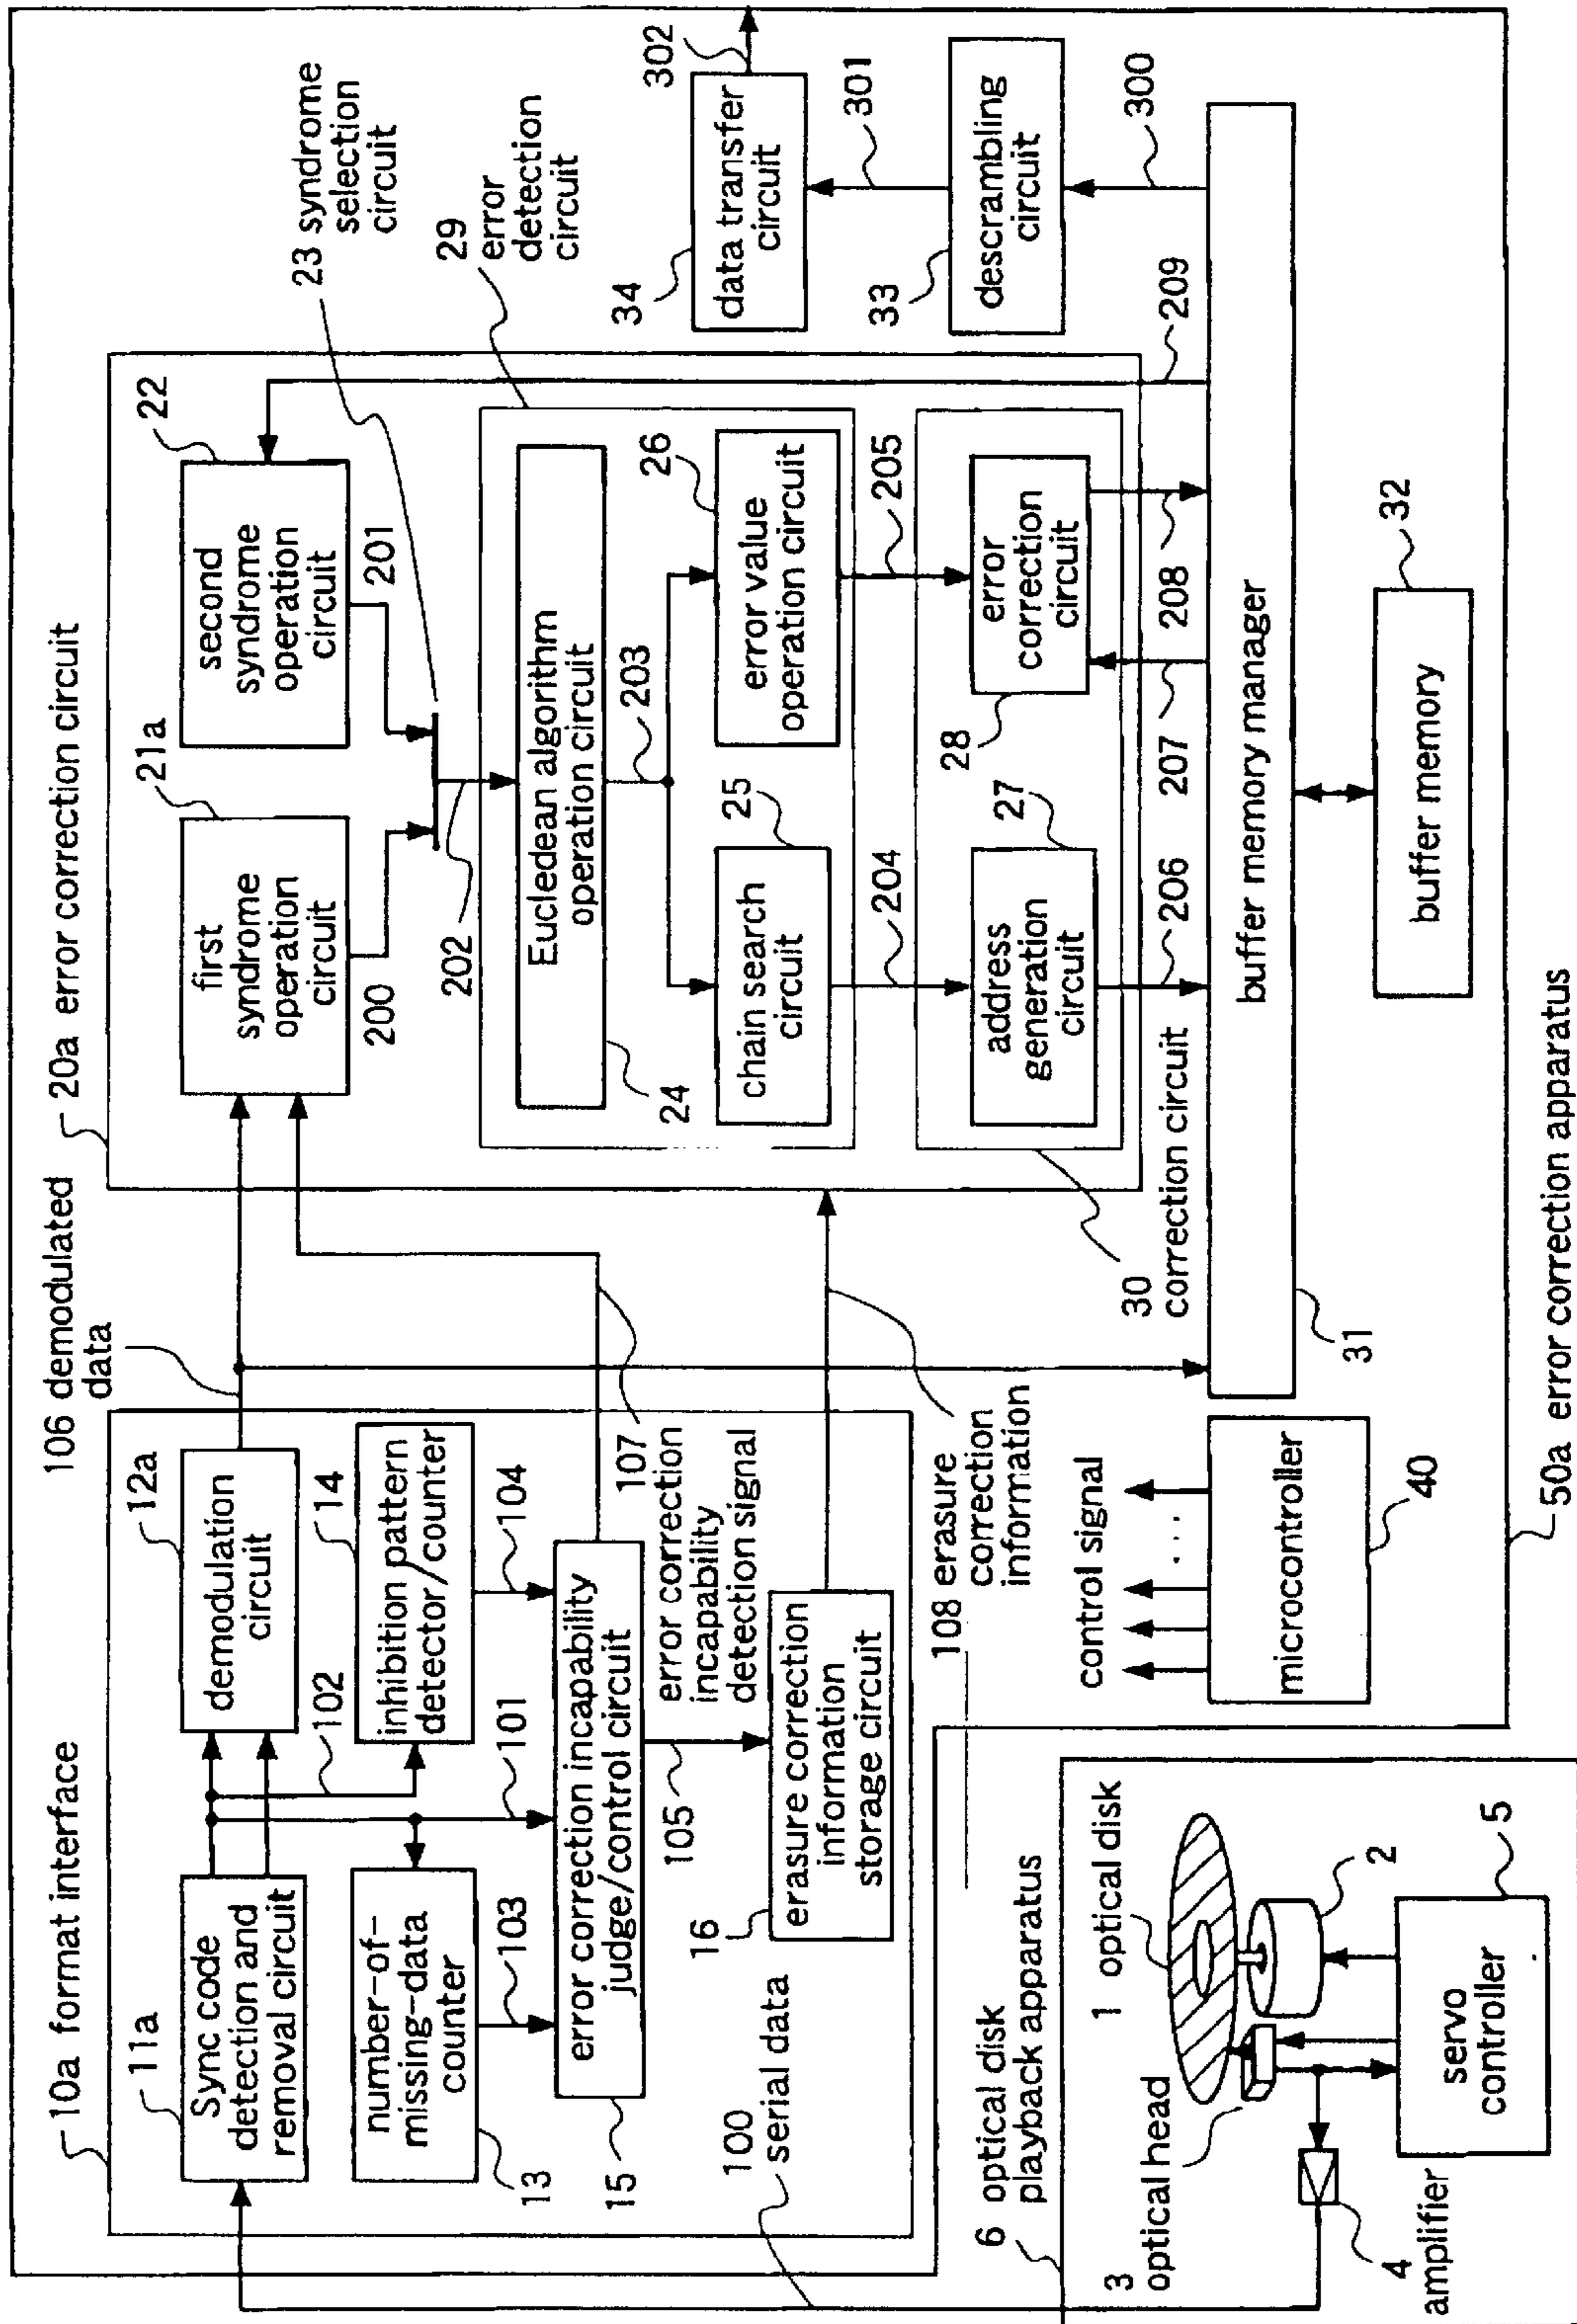 10a format interface
11a
Sync code
detection and
removal circuit
102
12a
demodulation
circuit
106 demodulated
data
number-of-
missing-data
counter
13
103
101
14
inhibition pattern
detector/counter
104
error correction incapability
judge/control circuit
15
107
error correction
incapability
detection signal
105
16
erasure correction
information
storage circuit
108 erasure
correction
information
100
serial data
20a error correction circuit
21a
first
syndrome
operation
circuit
200
22
second
syndrome
operation
circuit
201
23 syndrome
selection
circuit
202
29
error
detection
circuit
Eucledean algorithm
operation circuit
24
203
25
chain search
circuit
26
error value
operation circuit
204
205
27
address
generation
circuit
28
error
correction
circuit
30
correction circuit
206
207
208
209
buffer memory manager
31
buffer memory
32
300
33
descrambling
circuit
301
34
data transfer
circuit
302
control signal
...
microcontroller
40
50a error correction apparatus
6 optical disk
playback apparatus
1 optical disk
2
3
optical head
4
amplifier
servo
controller
5